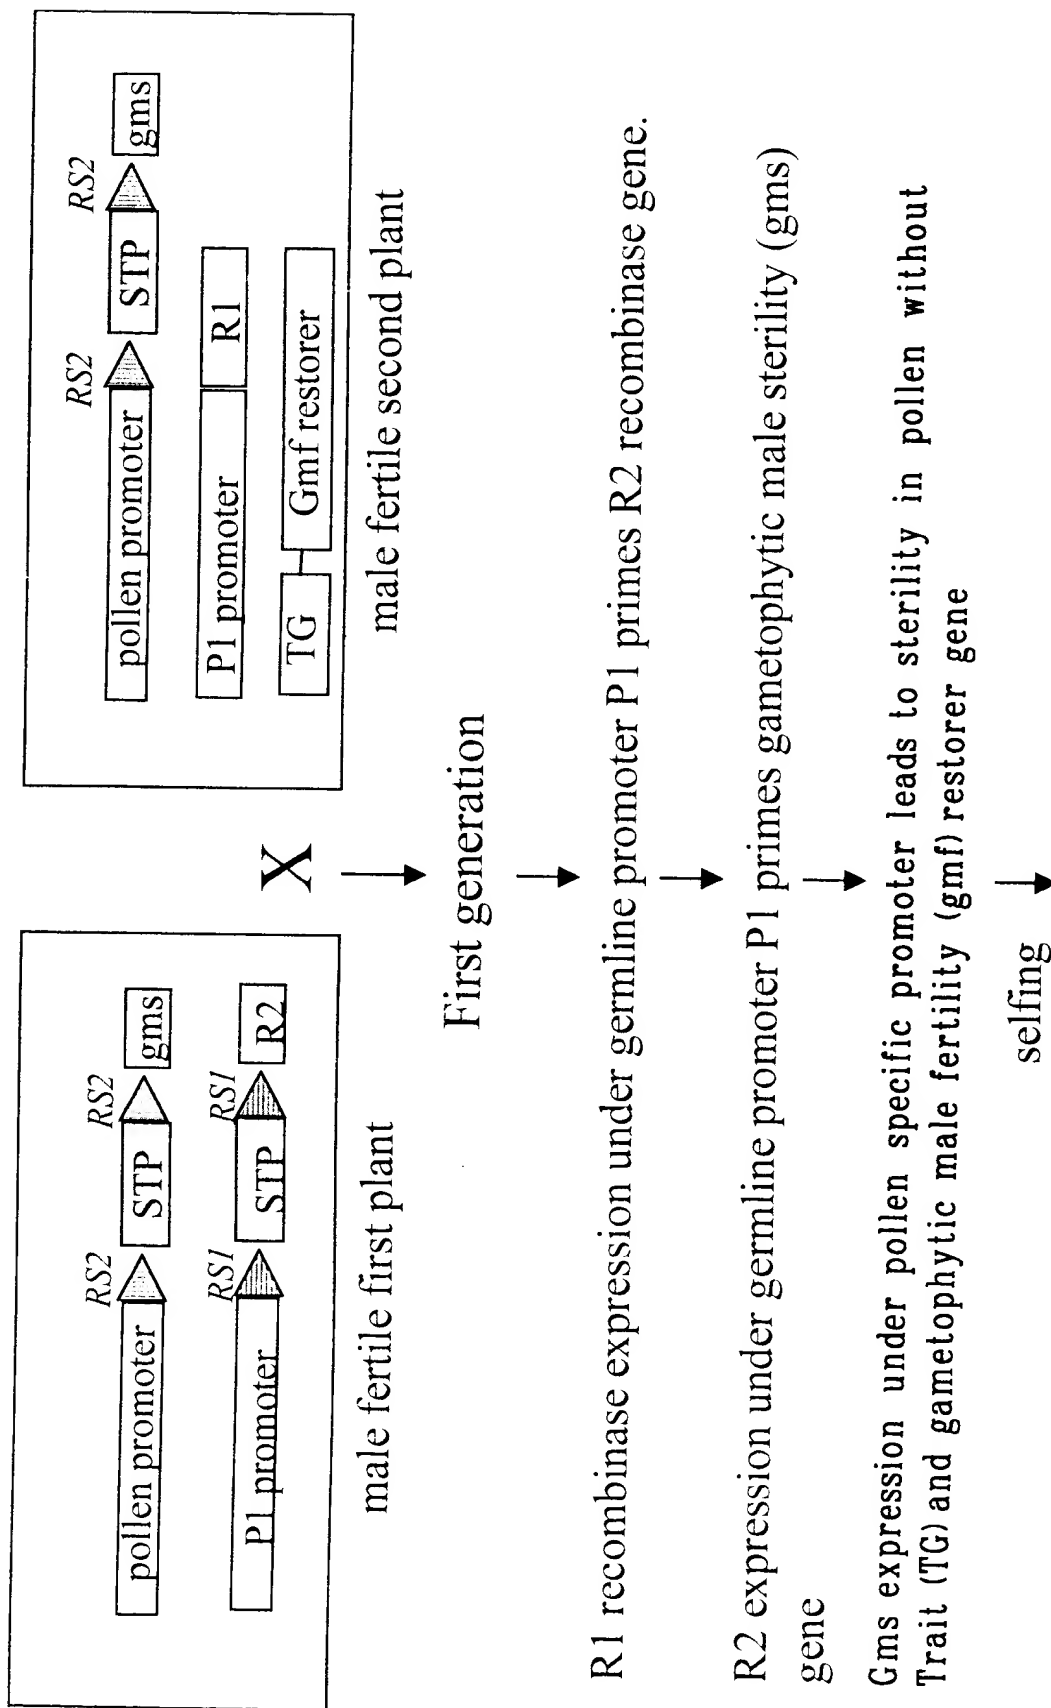 RS2 RS2
pollen promoter STP gms
RS1 RS1
P1 promoter STP R2
male fertile first plant
X
RS2 RS2
pollen promoter STP gms
P1 promoter R1
TG Gmf restorer
male fertile second plant
First generation
R1 recombinase expression under germline promoter P1 primes R2 recombinase gene.
R2 expression under germline promoter P1 primes gametophytic male sterility (gms)
gene
Gms expression under pollen specific promoter leads to sterility in pollen without
Trait (TG) and gametophytic male fertility (gmf) restorer gene
selfing